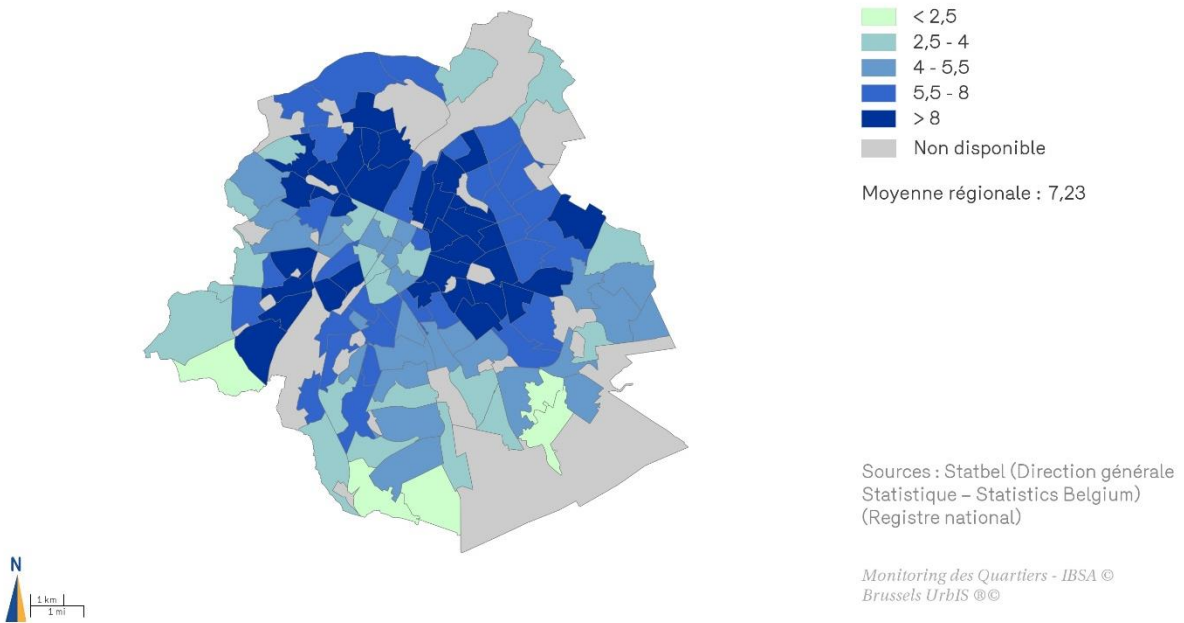 < 2,5
2,5 - 4
4 - 5,5
5,5 - 8
> 8
Non disponible
Moyenne régionale : 7,23
Sources : Statbel (Direction générale
Statistique – Statistics Belgium)
(Registre national)
Monitoring des Quartiers - IBSA ©
Brussels UrbIS ®©
N
1 km
1 mi